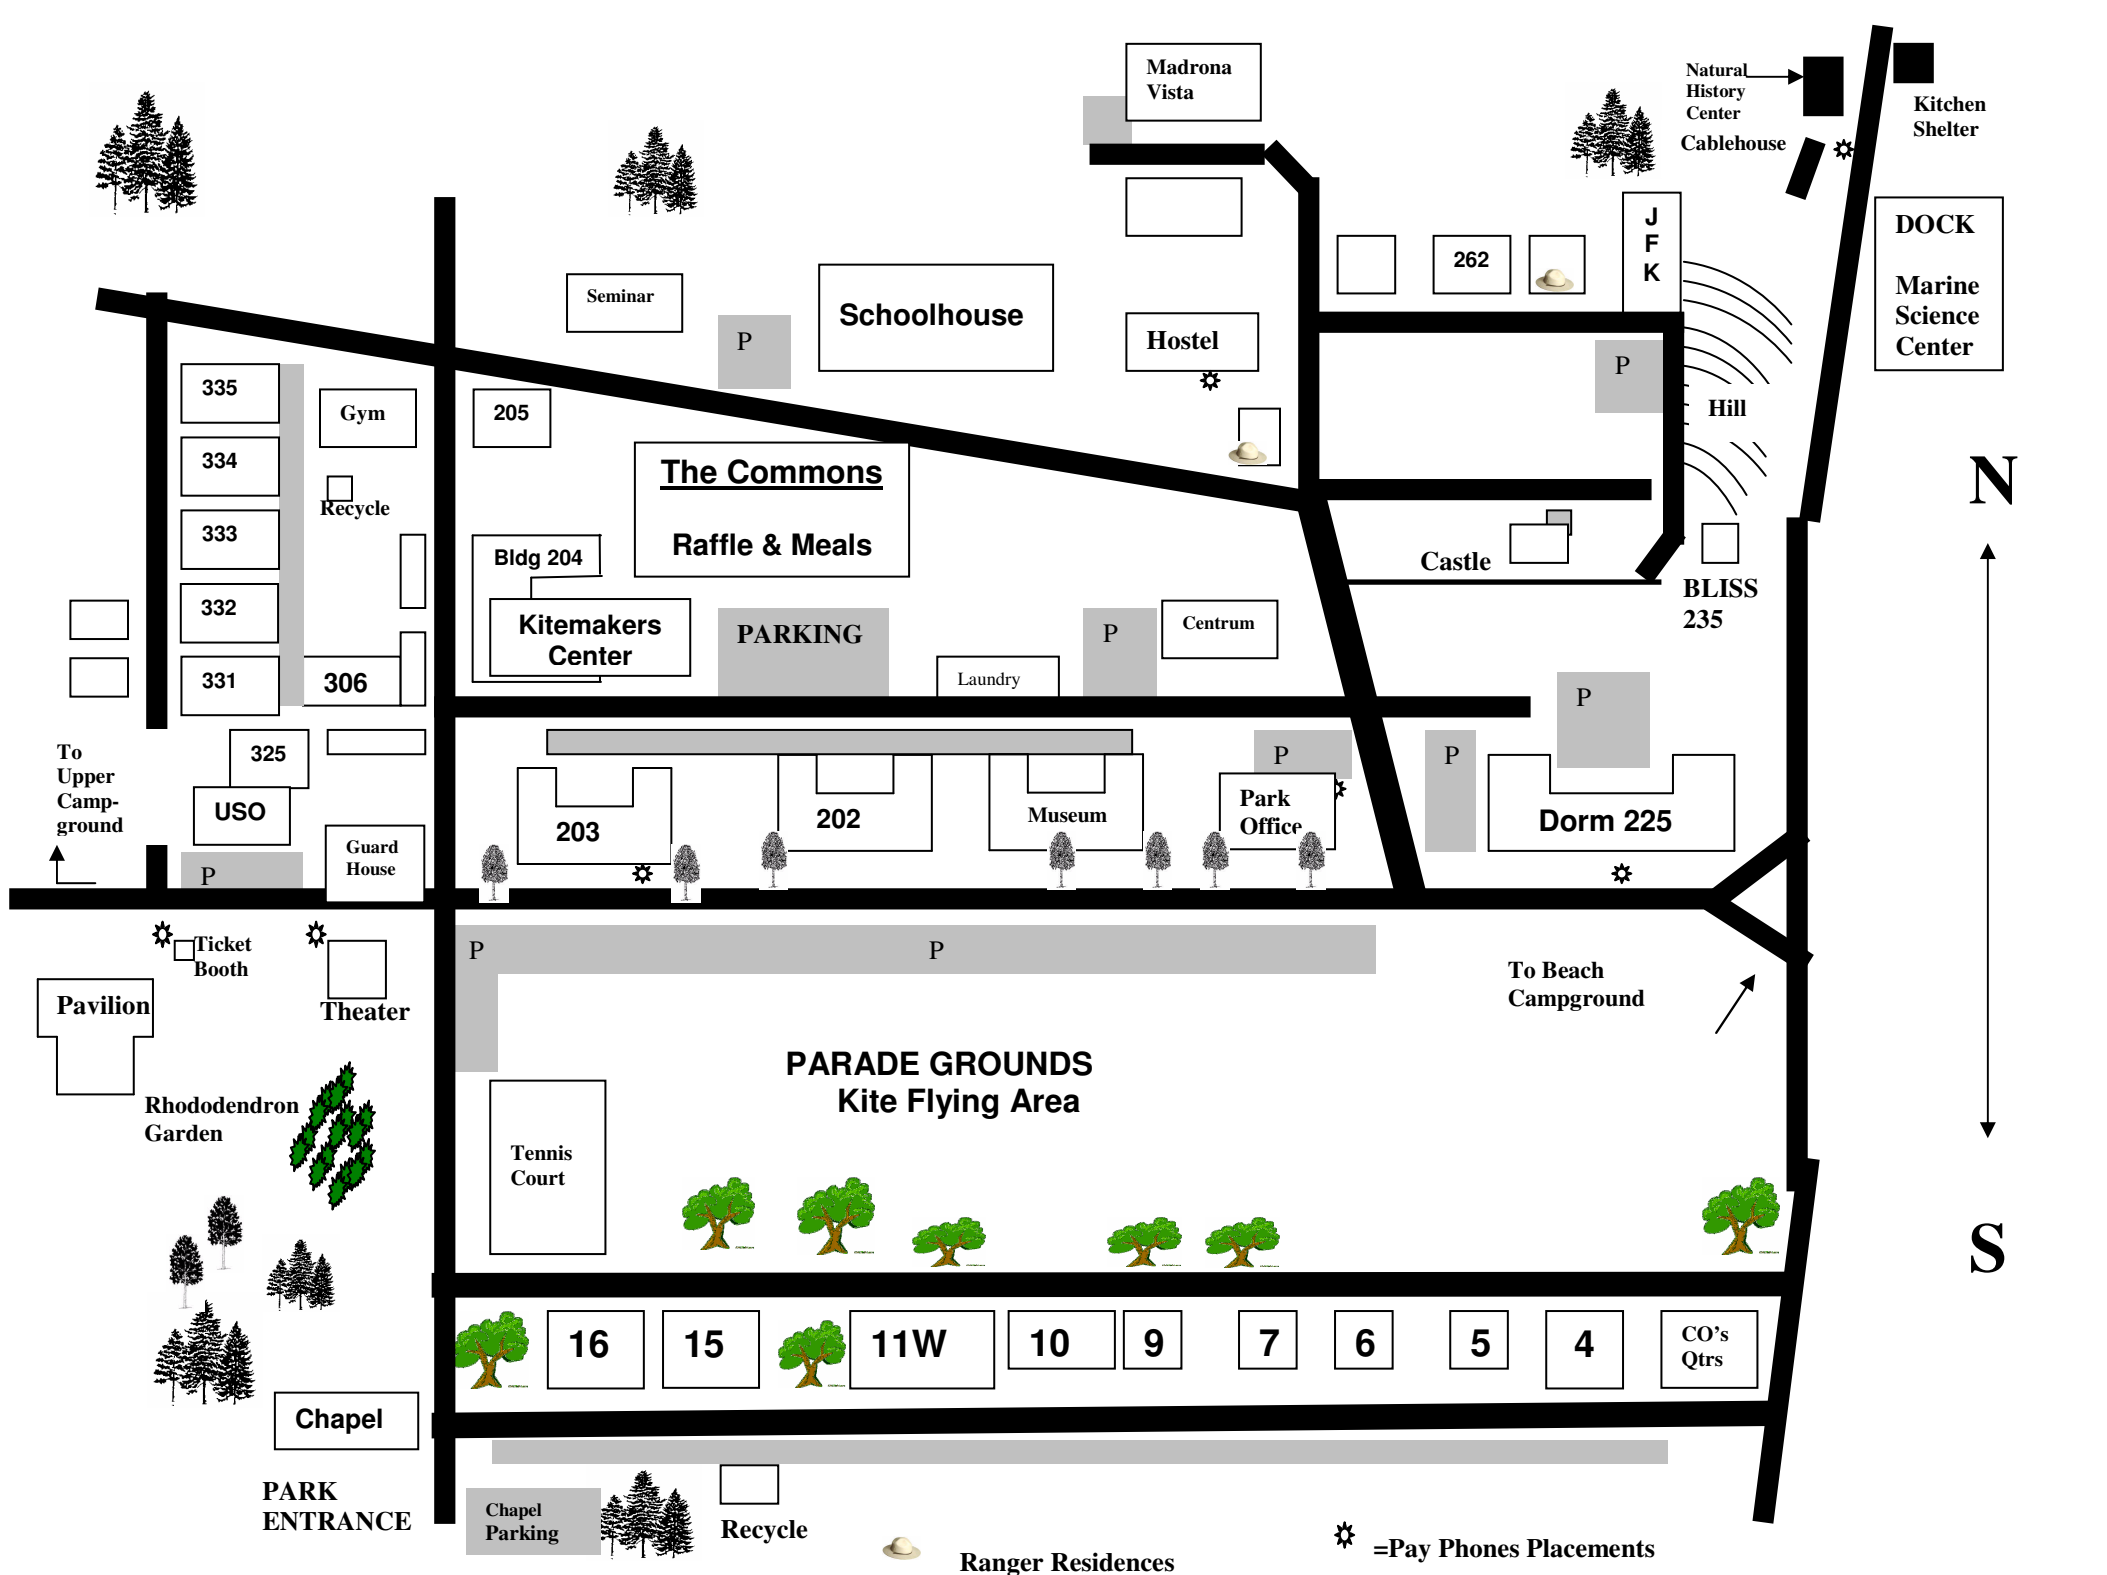 Madrona
Vista
Natural
History
Center
Kitchen
Shelter
Cablehouse
J
F
K
DOCK
Marine
Science
Center
262
Seminar
Schoolhouse
Hostel
P
P
335
Gym
205
Hill
334
The Commons
Raffle & Meals
N
Recycle
333
Bldg 204
Castle
BLISS
235
332
Kitemakers
Center
PARKING
P
Centrum
331
306
Laundry
P
To
Upper
Camp-
ground
325
USO
P
P
203
202
Museum
Park
Office
Dorm 225
Guard
House
P
Ticket
Booth
P
P
To Beach
Campground
Pavilion
Theater
PARADE GROUNDS
Kite Flying Area
Rhododendron
Garden
Tennis
Court
S
16
15
11W
10
9
7
6
5
4
CO's
Qtrs
Chapel
PARK
ENTRANCE
Chapel
Parking
Recycle
Ranger Residences
=Pay Phones Placements